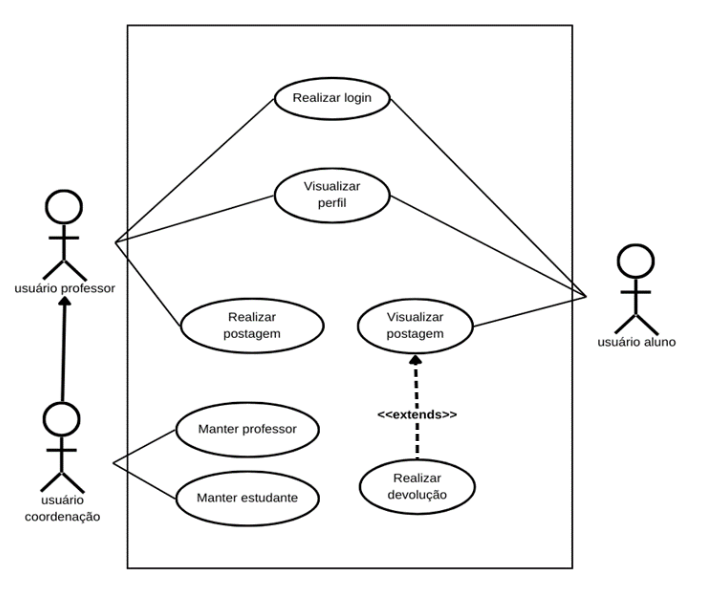 Realizar login
Visualizar
perfil
usuário professor
Realizar
postagem
Visualizar
postagem
usuário aluno
<<extends>>
Manter professor
Manter estudante
Realizar
devolução
usuário
coordenação